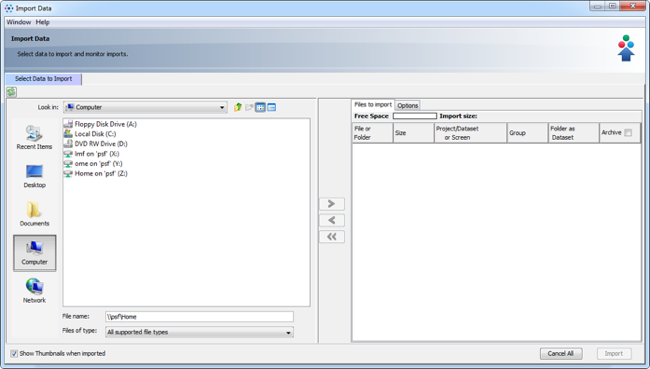 Import Data
Window Help
Import Data
Select data to import and monitor imports.
Select Data to Import
Look in: Computer
Recent Items
Desktop
Documents
Computer
Network
Floppy Disk Drive (A:)
Local Disk (C:)
DVD RW Drive (D:)
lmf on 'psf' (X:)
ome on 'psf' (Y:)
Home on 'psf' (Z:)
File name: \\psf\Home
Files of type: All supported file types
Files to import Options
Free Space Import size:
File or Folder Size Project/Dataset or Screen Group Folder as Dataset Archive
Show Thumbnails when imported
Cancel All Import